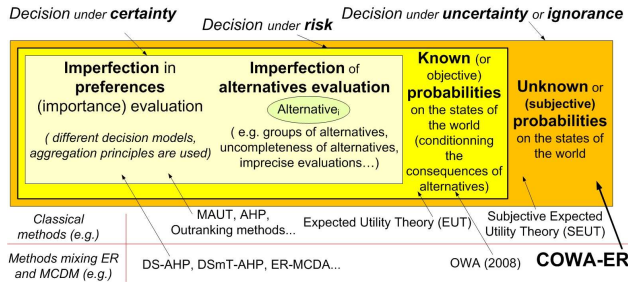 Decision under certainty
Decision under risk
Decision under uncertainty or ignorance
Imperfection in
preferences
(importance) evaluation
( different decision models,
aggregation principles are used)
Imperfection of
alternatives evaluation
Alternativei
( e.g. groups of alternatives,
uncompleteness of alternatives,
imprecise evaluations…)
Known (or
objective)
probabilities
on the states of
the world
(conditionning
the
consequences of
alternatives)
Unknown or
(subjective)
probabilities
on the states of
the world
Classical
methods (e.g.)
MAUT, AHP,
Outranking methods...
Expected Utility Theory (EUT)
Subjective Expected
Utility Theory (SEUT)
Methods mixing ER
and MCDM (e.g.)
DS-AHP, DSmT-AHP, ER-MCDA...
OWA (2008)
COWA-ER